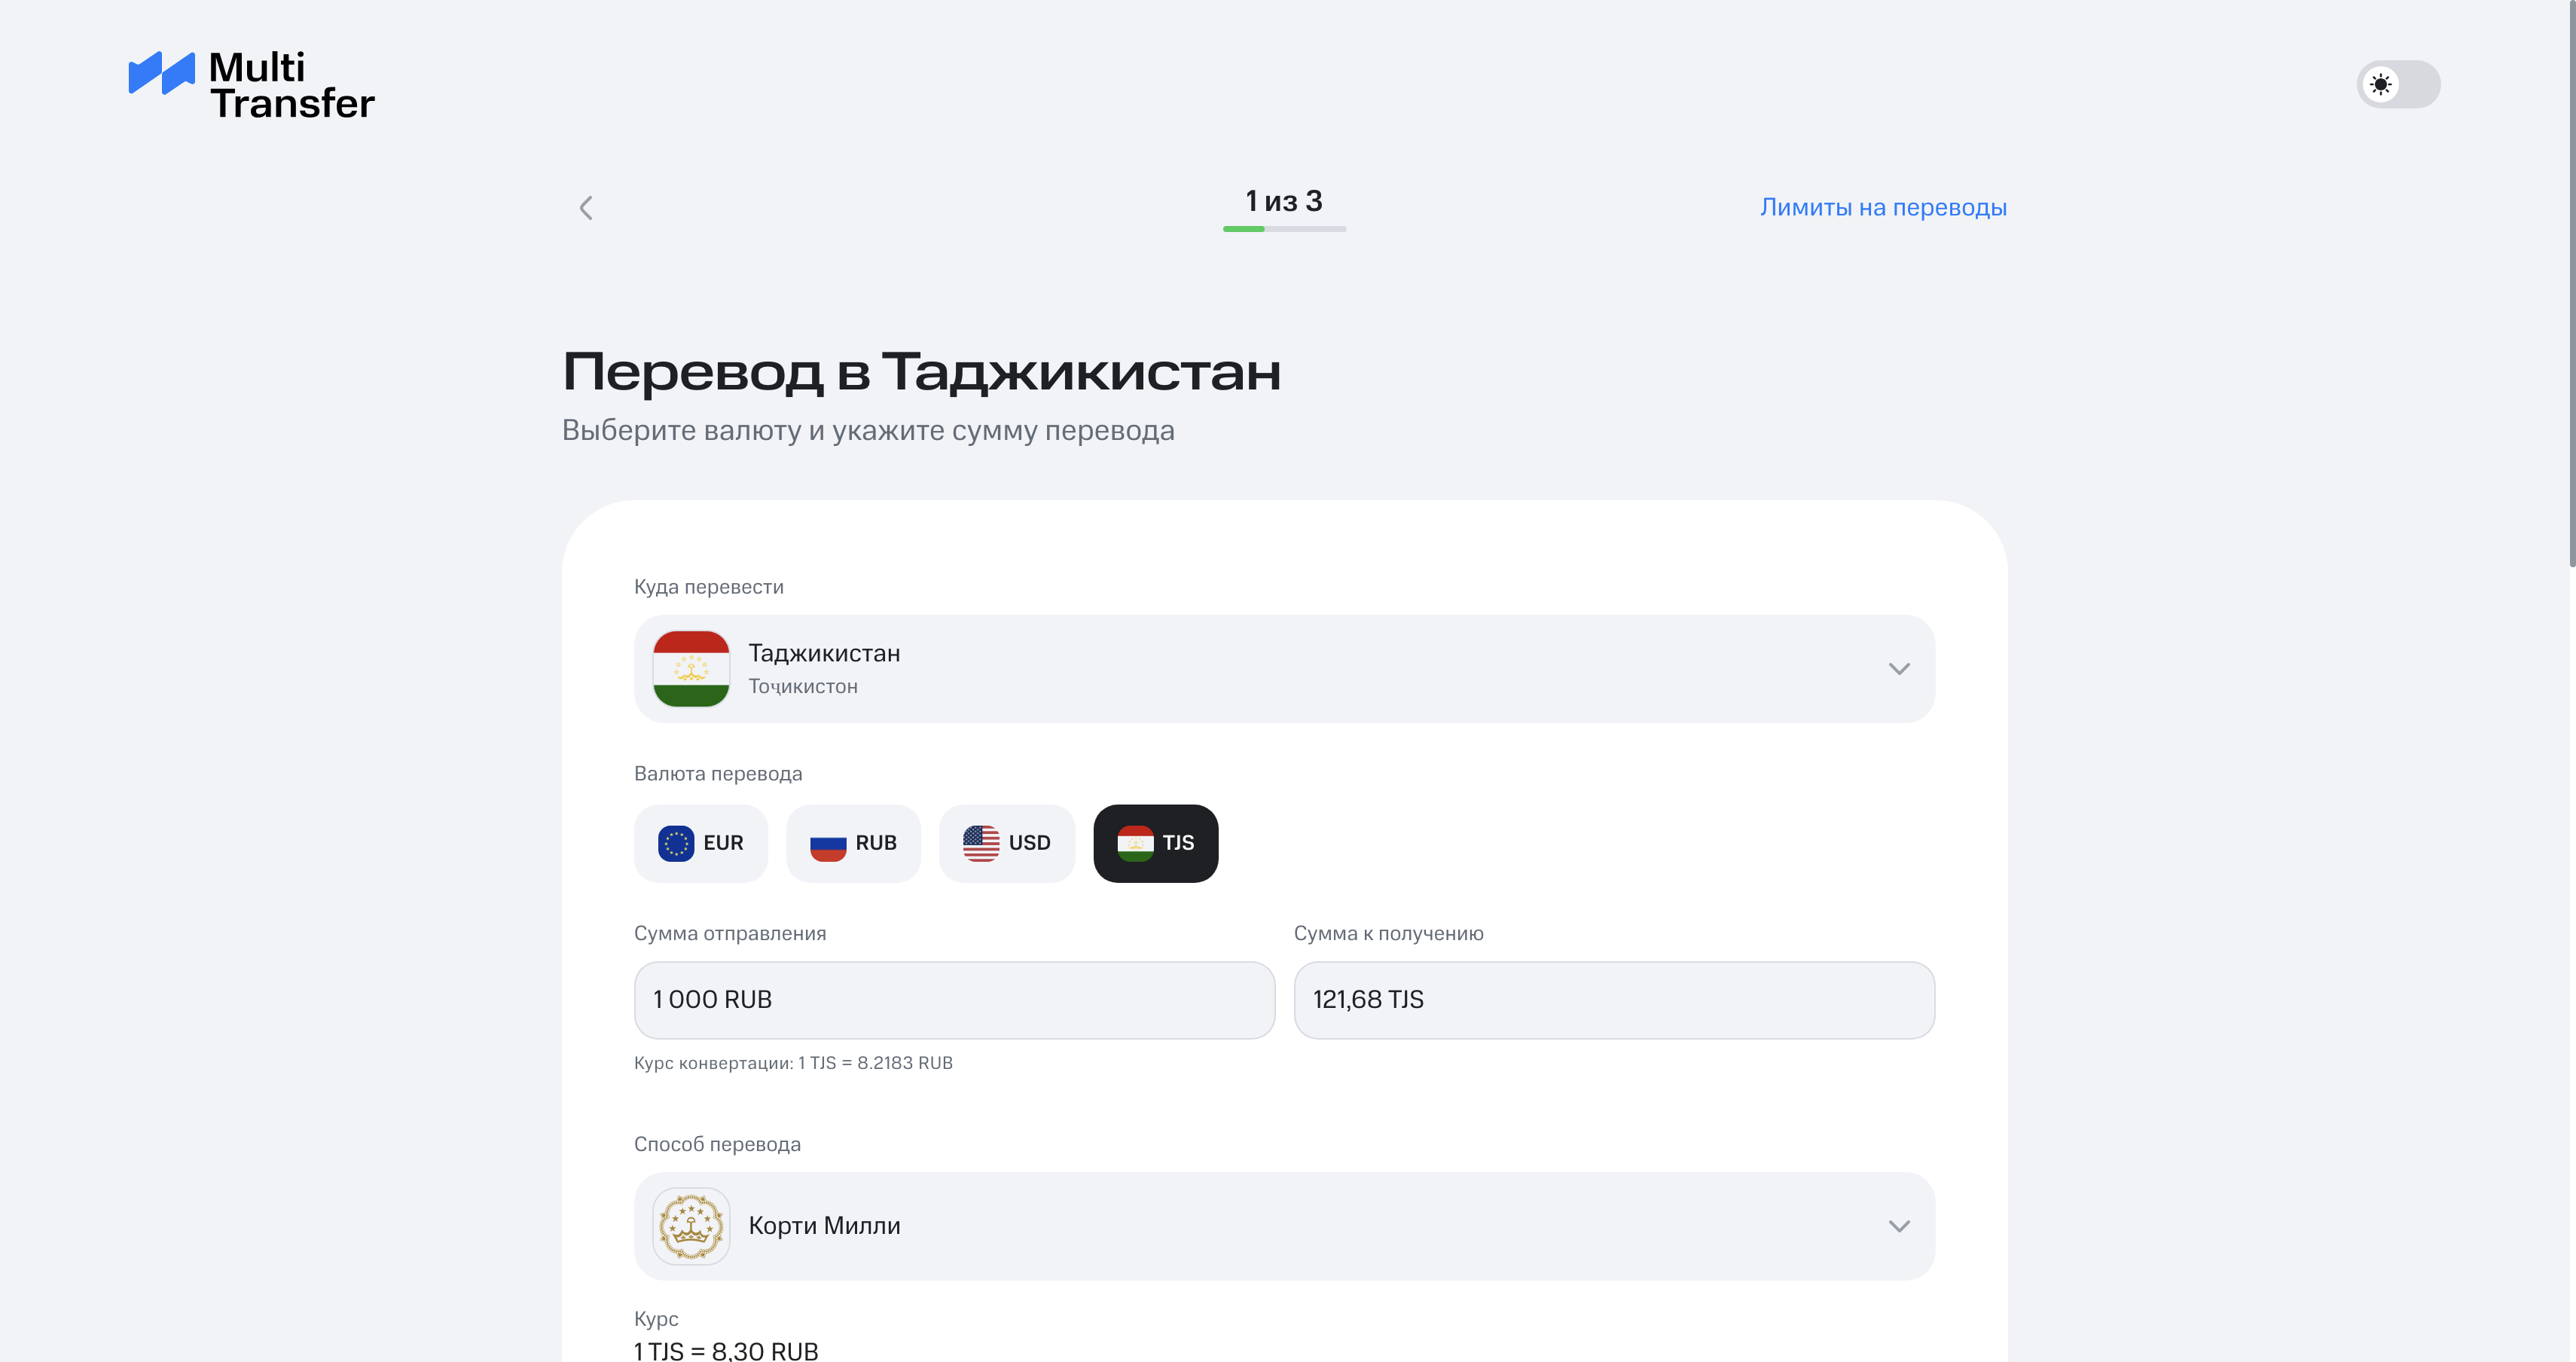 Multi
Transfer
1 из 3
Лимиты на переводы
Перевод в Таджикистан
Выберите валюту и укажите сумму перевода
Куда перевести
Таджикистан
Тоҷикистон
Валюта перевода
EUR
RUB
USD
TJS
Сумма отправления
Сумма к получению
1 000 RUB
121,68 TJS
Курс конвертации: 1 TJS = 8.2183 RUB
Способ перевода
Корти Милли
Курс
1 TJS = 8,30 RUB